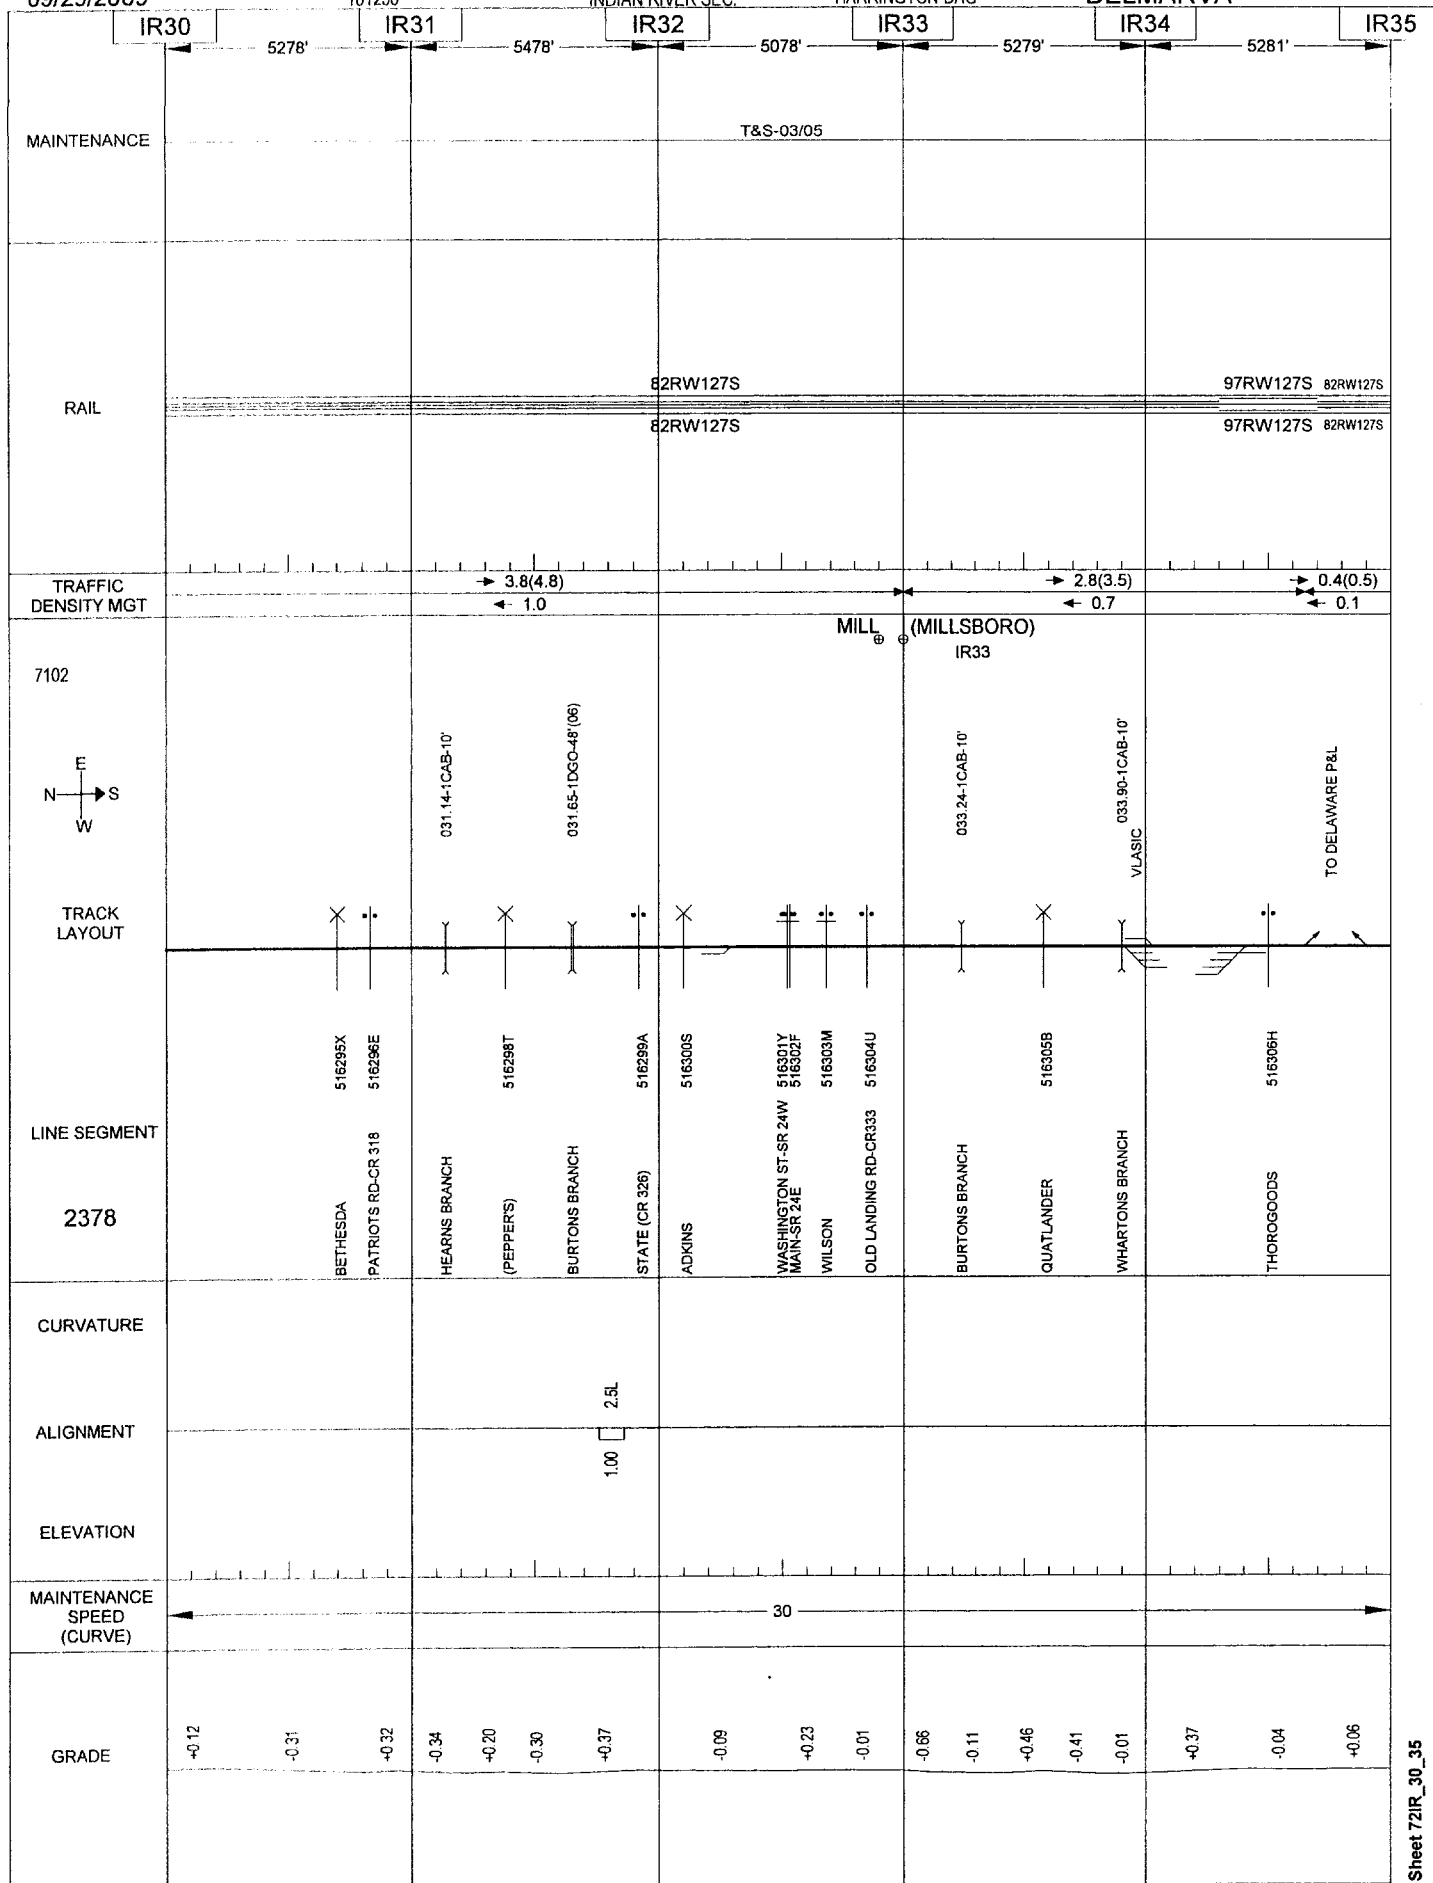 IR30 IR31 IR32 IR33 IR34 IR35
5278' 5478' 5078' 5279' 5281'
MAINTENANCE
T&S-03/05
RAIL
82RW127S 97RW127S 82RW127S
82RW127S 97RW127S 82RW127S
TRAFFIC
DENSITY MGT
3.8(4.8) 2.8(3.5) 0.4(0.5)
1.0 0.7 0.1
MILL (MILLSBORO)
IR33
7102
E
N S
W
031.14-1CAB-10'
031.65-1DGO-48'(06)
033.24-1CAB-10'
033.90-1CAB-10'
VLASIC
TO DELAWARE P&L
TRACK
LAYOUT
516295X
516296E
516298T
516299A
516300S
516301Y
516302F
516303M
516304U
516305B
516306H
LINE SEGMENT
2378
BETHESDA
PATRIOTS RD-CR 318
HEARNS BRANCH
(PEPPER'S)
BURTONS BRANCH
STATE (CR 326)
ADKINS
WASHINGTON ST-SR 24W
MAIN-SR 24E
WILSON
OLD LANDING RD-CR333
BURTONS BRANCH
QUATLANDER
WHARTONS BRANCH
THOROGOODS
CURVATURE
2.5L
ALIGNMENT
1.00
ELEVATION
MAINTENANCE
SPEED
(CURVE)
30
GRADE
+0.12
-0.31
+0.32
-0.34
+0.20
-0.30
+0.37
-0.09
+0.23
-0.01
-0.66
-0.11
+0.46
-0.41
-0.01
+0.37
-0.04
+0.06
Sheet 72IR_30_35